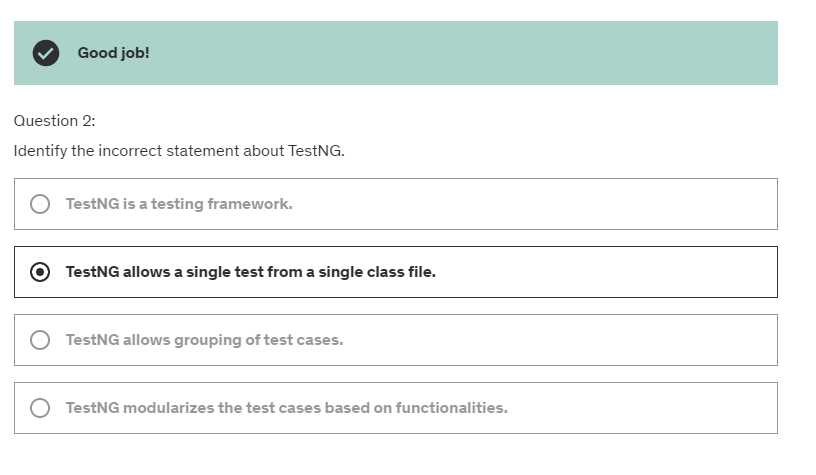 Good job!
Question 2:
Identify the incorrect statement about TestNG.
TestNG is a testing framework.
TestNG allows a single test from a single class file.
TestNG allows grouping of test cases.
TestNG modularizes the test cases based on functionalities.